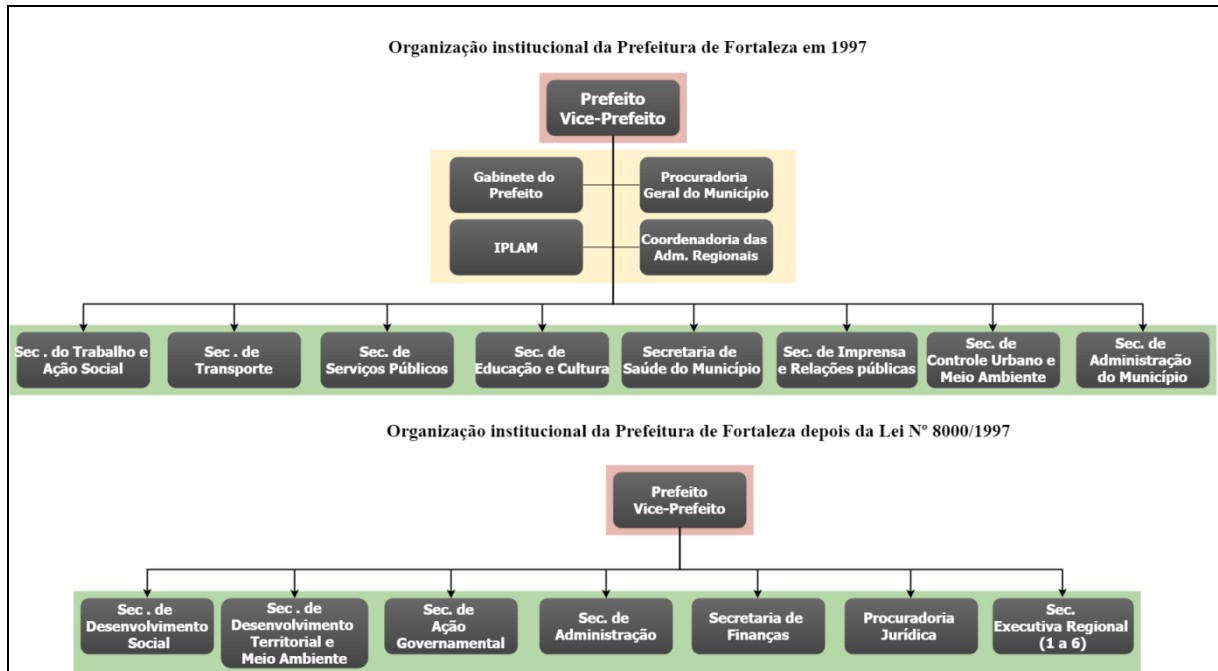 Organização institucional da Prefeitura de Fortaleza em 1997
Prefeito
Vice-Prefeito
Gabinete do
Prefeito
Procuradoria
Geral do Município
IPLAM
Coordenadoria das
Adm. Regionais
Sec . do Trabalho e
Ação Social
Sec . de
Transporte
Sec. de
Serviços Públicos
Sec. de
Educação e Cultura
Secretaria de
Saúde do Município
Sec. de Imprensa
e Relações públicas
Sec. de
Controle Urbano e
Meio Ambiente
Sec. de
Administração
do Município
Organização institucional da Prefeitura de Fortaleza depois da Lei Nº 8000/1997
Prefeito
Vice-Prefeito
Sec . de
Desenvolvimento
Social
Sec . de
Desenvolvimento
Territorial e
Meio Ambiente
Sec. de
Ação
Governamental
Sec. de
Administração
Secretaria de
Finanças
Procuradoria
Jurídica
Sec.
Executiva Regional
(1 a 6)